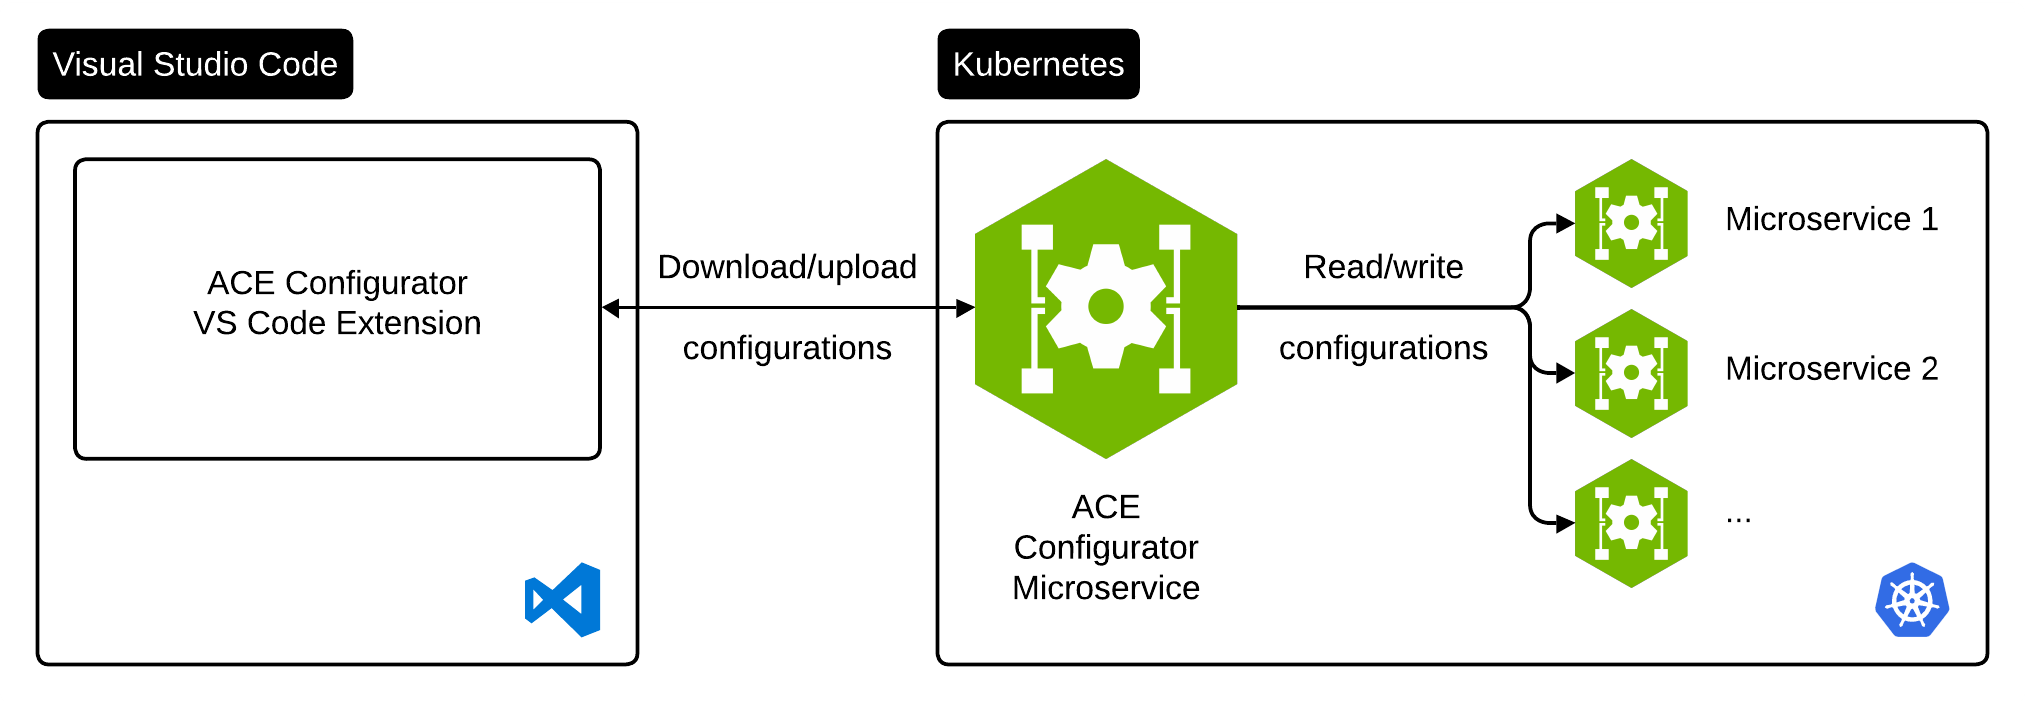 Visual Studio Code
Kubernetes
ACE Configurator
VS Code Extension
Download/upload
configurations
ACE
Configurator
Microservice
Read/write
configurations
Microservice 1
Microservice 2
...